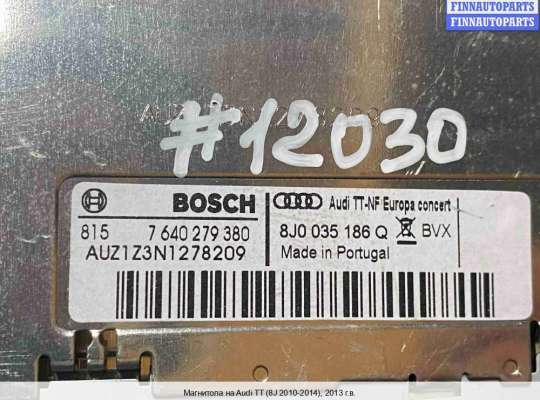 FINNAUTOPARTS
FINNAUTOPARTS
#12030
BOSCH
Audi TT-NF Europa concert
815 7 640 279 380
8J0 035 186 Q BVX
AUZ1Z3N1278209
Made in Portugal
Магнитола на Audi TT (8J 2010-2014), 2013 г.в.